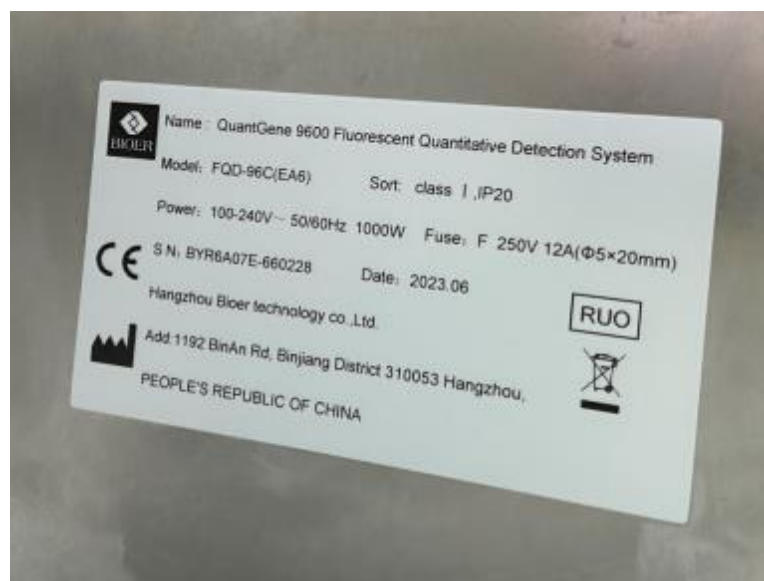 BIOER
Name : QuantGene 9600 Fluorescent Quantitative Detection System
Model: FQD-96C(EA6) Sort: class I ,IP20
Power: 100-240V~ 50/60Hz 1000W Fuse: F 250V 12A(Φ5×20mm)
CE S N: BYR6A07E-660228 Date: 2023.06
Hangzhou Bioer technology co.,Ltd.
RUO
Add:1192 BinAn Rd, Binjiang District 310053 Hangzhou,
PEOPLE'S REPUBLIC OF CHINA